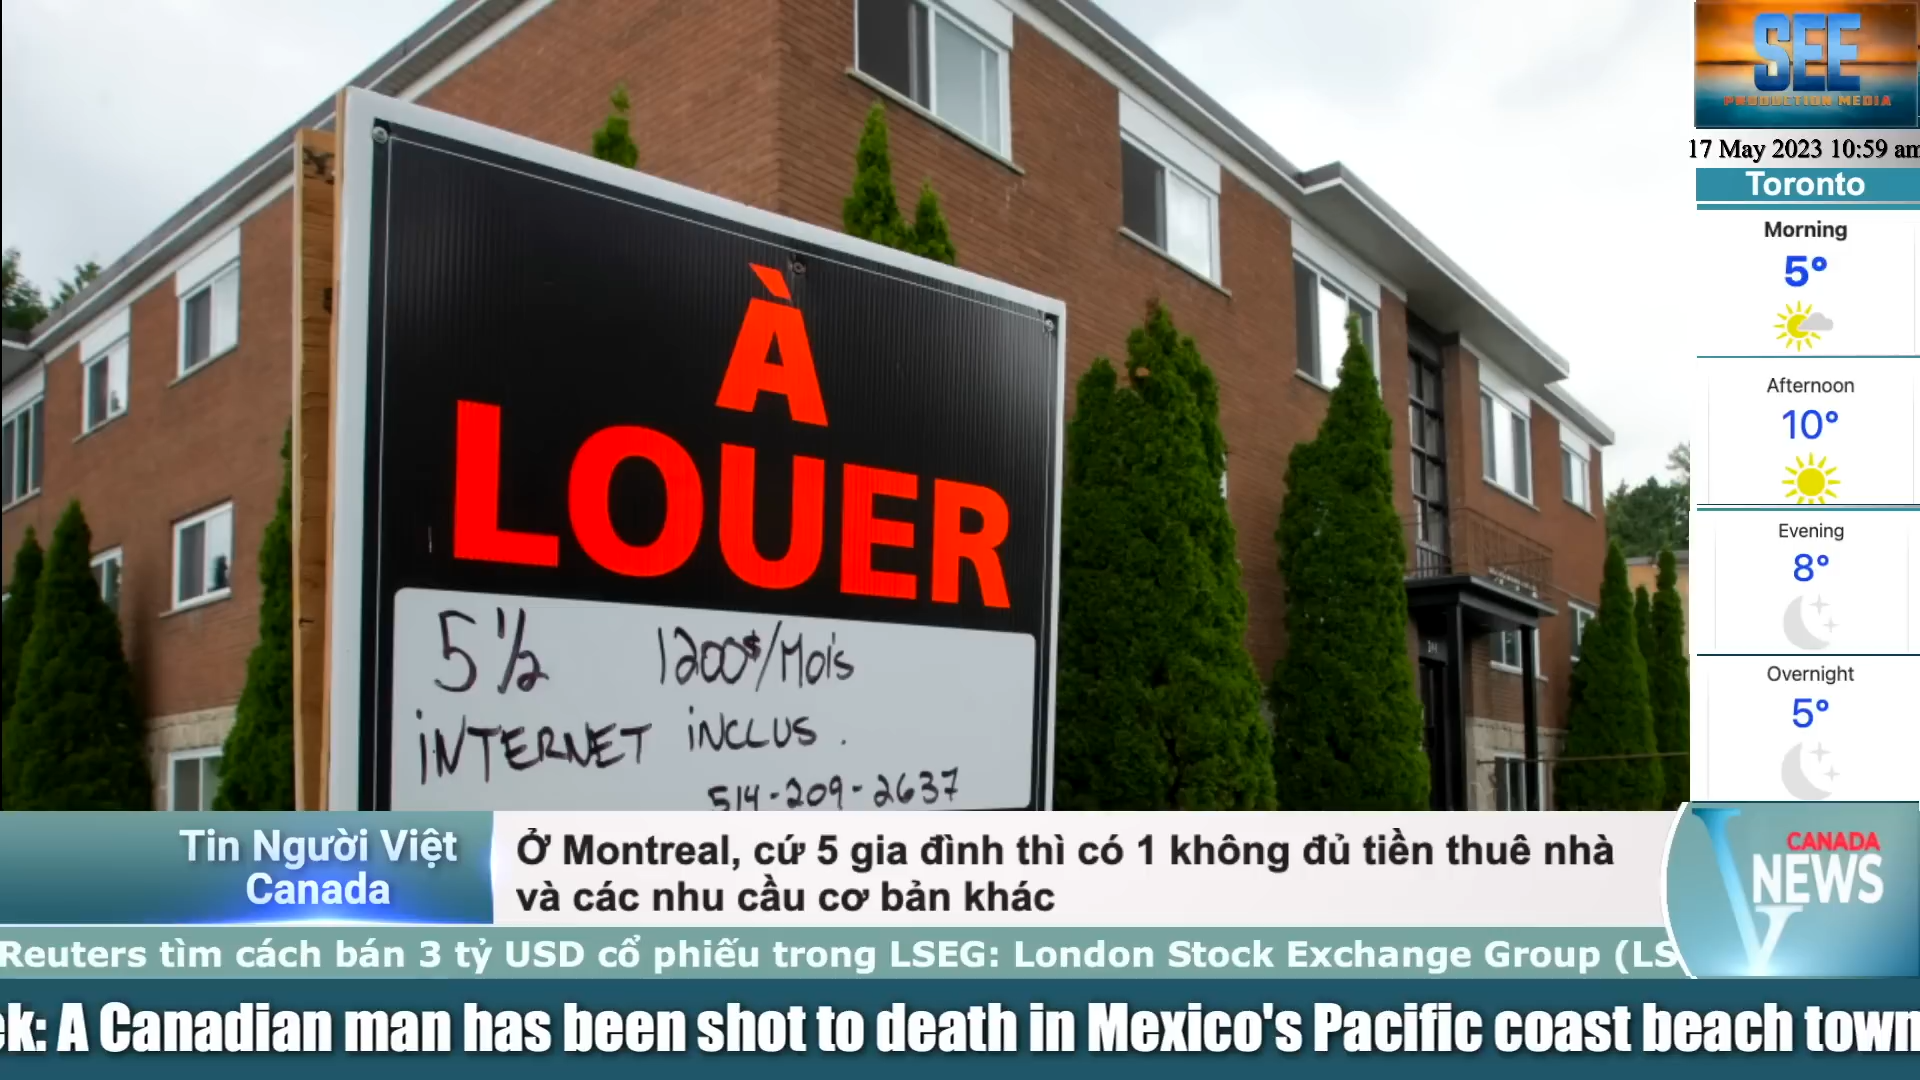 À
LOUER
5½ 1200$/Mois
INTERNET INCLUS.
514-209-2637
SEE
PRODUCTION MEDIA
17 May 2023 10:59 am
Toronto
Morning
5°
Afternoon
10°
Evening
8°
Overnight
5°
Tin Người Việt
Canada
Ở Montreal, cứ 5 gia đình thì có 1 không đủ tiền thuê nhà
và các nhu cầu cơ bản khác
CANADA
NEWS
V
Reuters tìm cách bán 3 tỷ USD cổ phiếu trong LSEG: London Stock Exchange Group (LS
ek: A Canadian man has been shot to death in Mexico's Pacific coast beach town